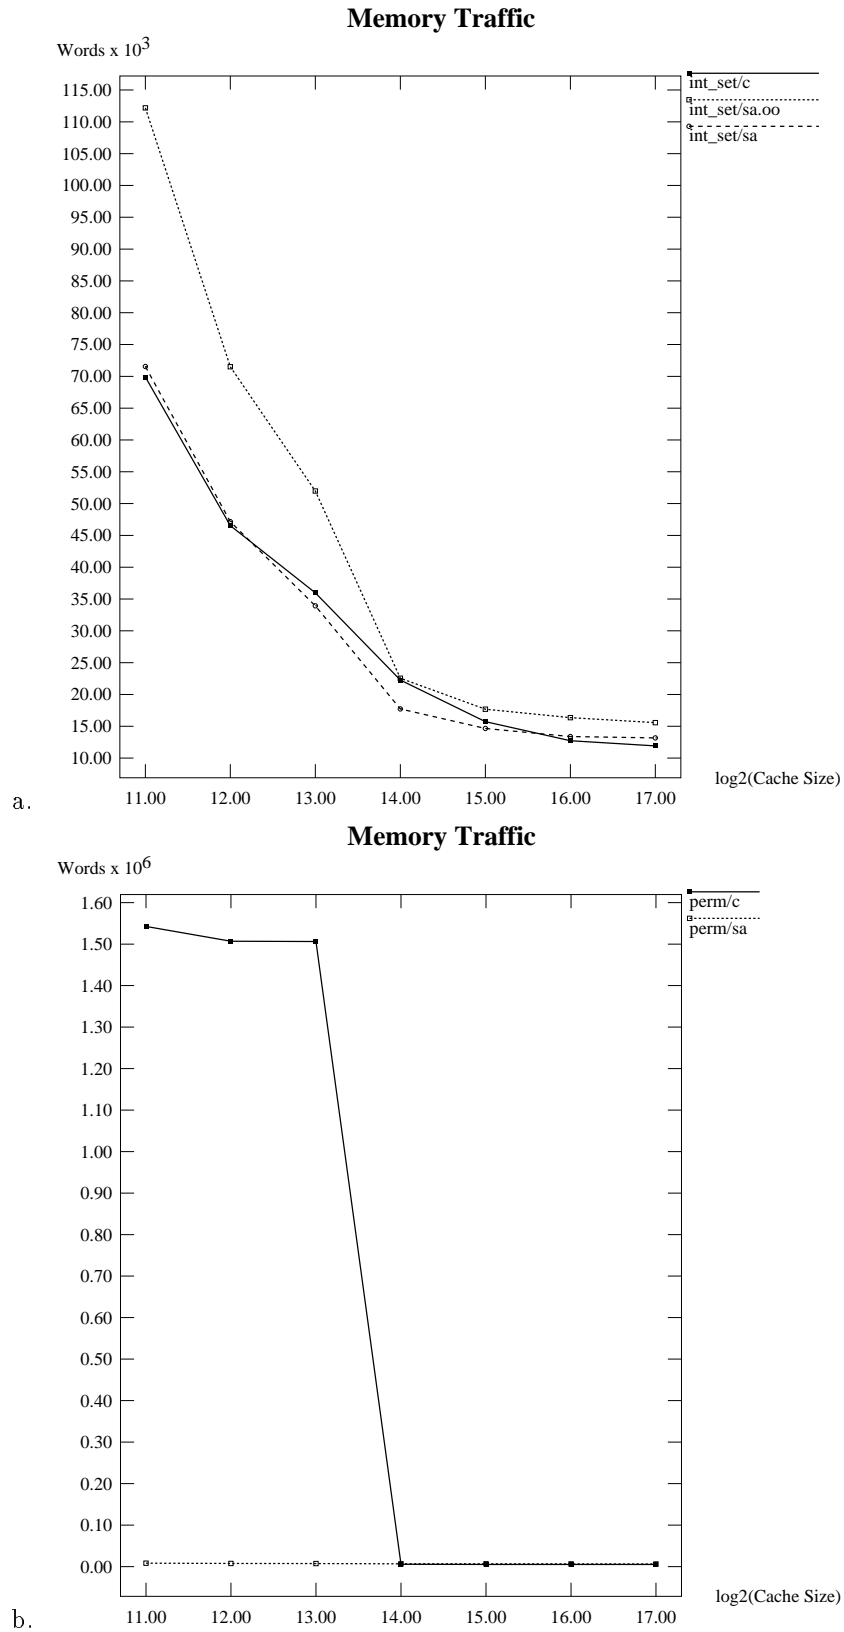 Memory Traffic
Words x 10^3
115.00
110.00
105.00
100.00
95.00
90.00
85.00
80.00
75.00
70.00
65.00
60.00
55.00
50.00
45.00
40.00
35.00
30.00
25.00
20.00
15.00
10.00
int_set/c
int_set/sa.oo
int_set/sa
11.00 12.00 13.00 14.00 15.00 16.00 17.00
log2(Cache Size)
a.
Memory Traffic
Words x 10^6
1.60
1.50
1.40
1.30
1.20
1.10
1.00
0.90
0.80
0.70
0.60
0.50
0.40
0.30
0.20
0.10
0.00
perm/c
perm/sa
11.00 12.00 13.00 14.00 15.00 16.00 17.00
log2(Cache Size)
b.